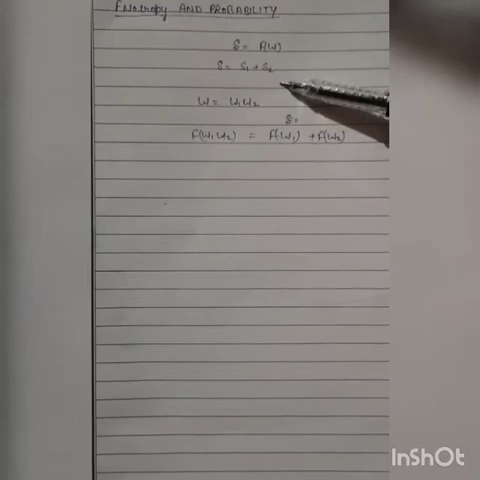 ENtropy AND PROBABILITY
S = f(W)
S = S₁ + S₂
W = W₁W₂
S.
f(W₁W₂) = f(W₁) + f(W₂)
InShOt